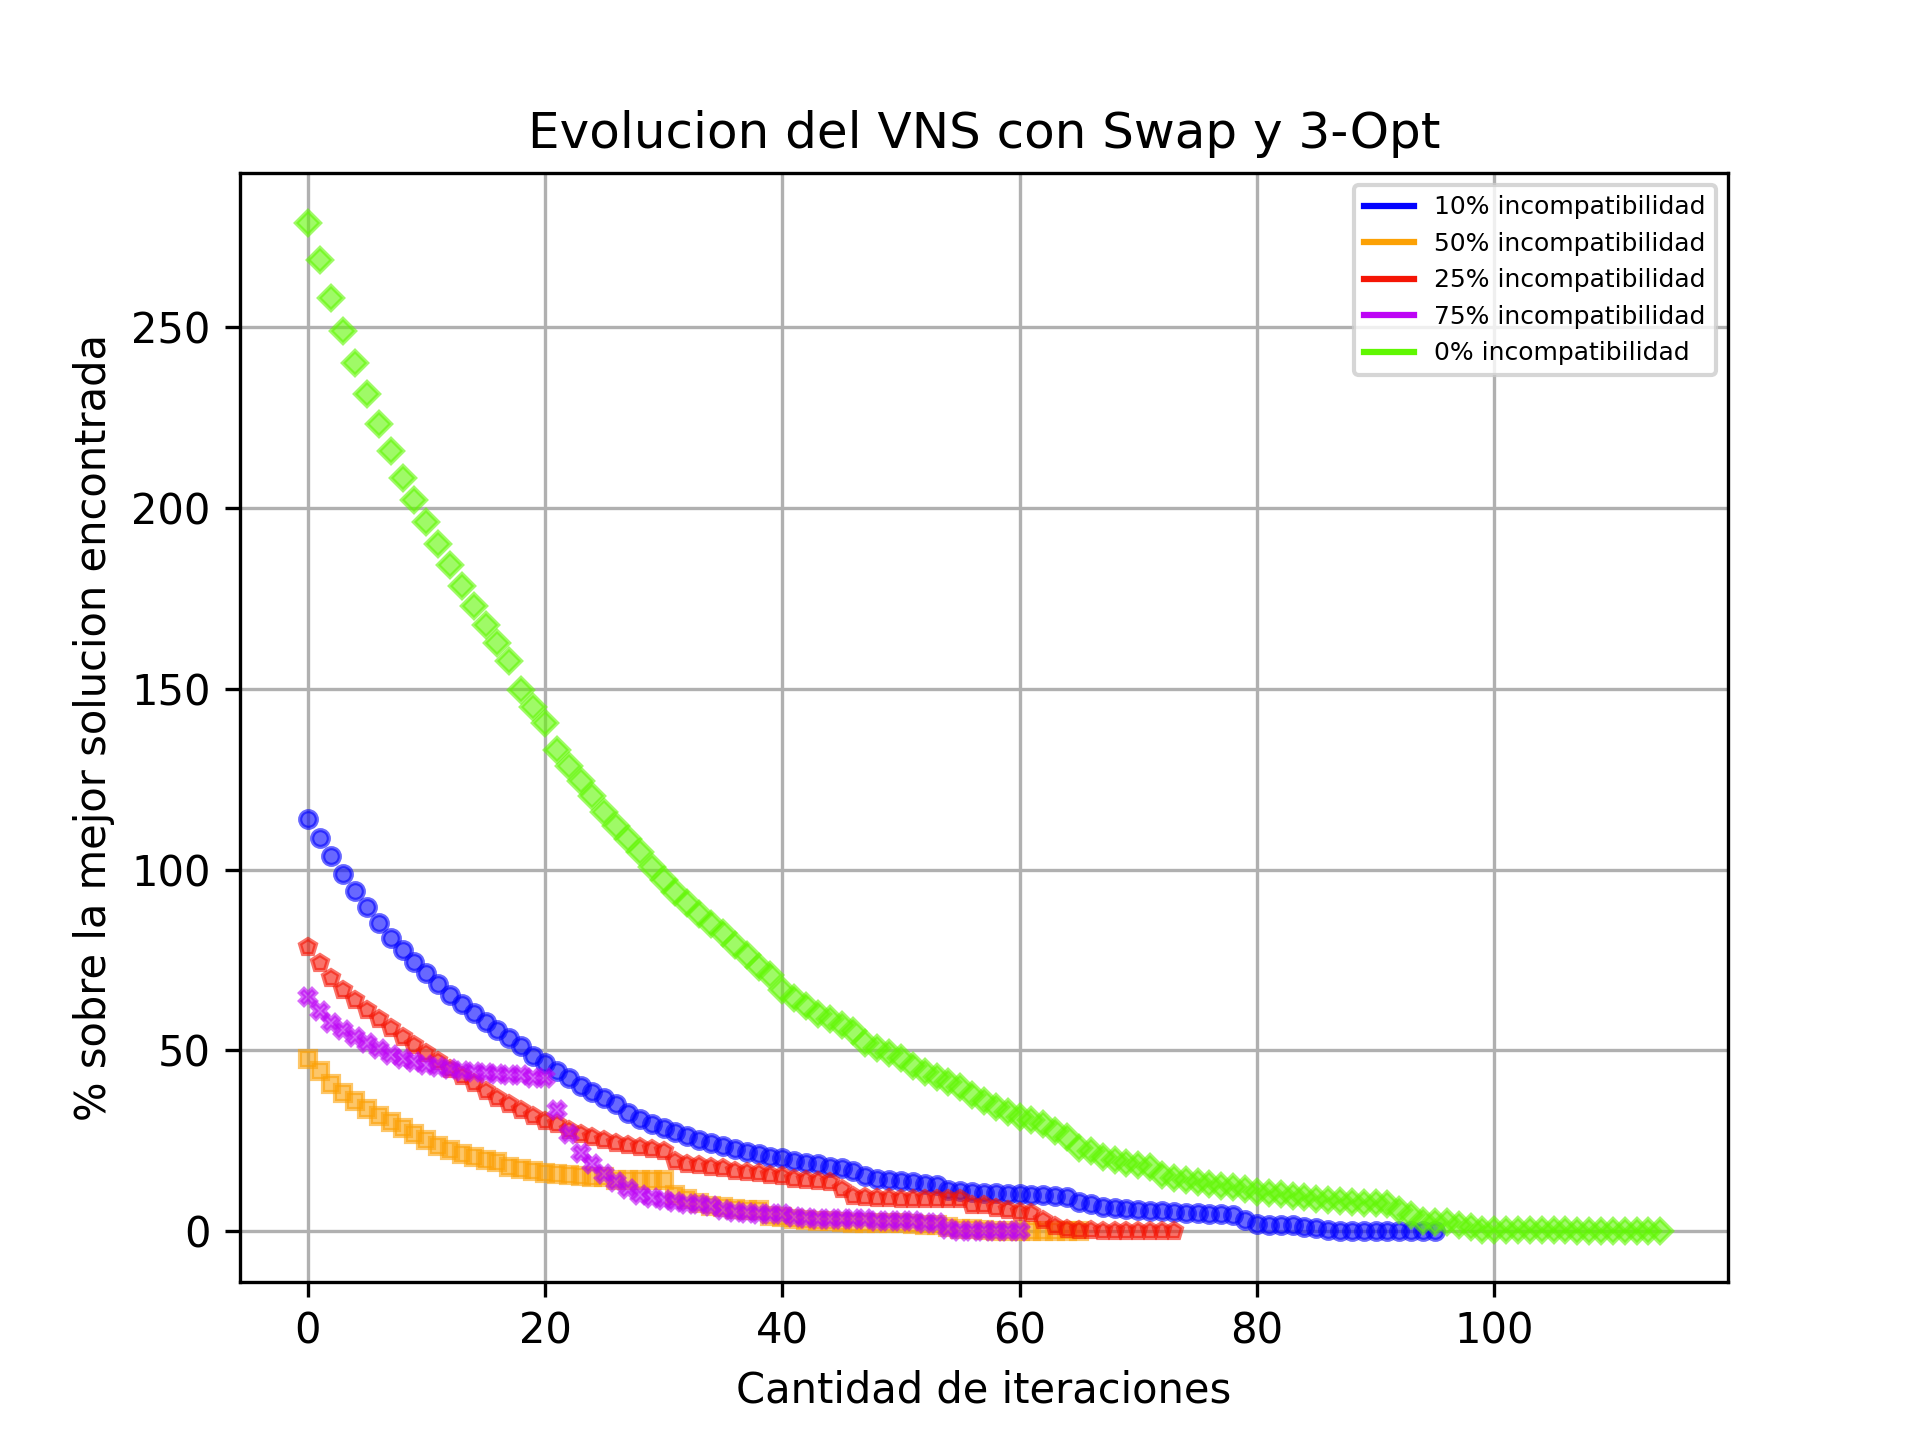 Evolucion del VNS con Swap y 3-Opt
10% incompatibilidad
50% incompatibilidad
25% incompatibilidad
75% incompatibilidad
0% incompatibilidad
% sobre la mejor solucion encontrada
250
200
150
100
50
0
0 20 40 60 80 100
Cantidad de iteraciones